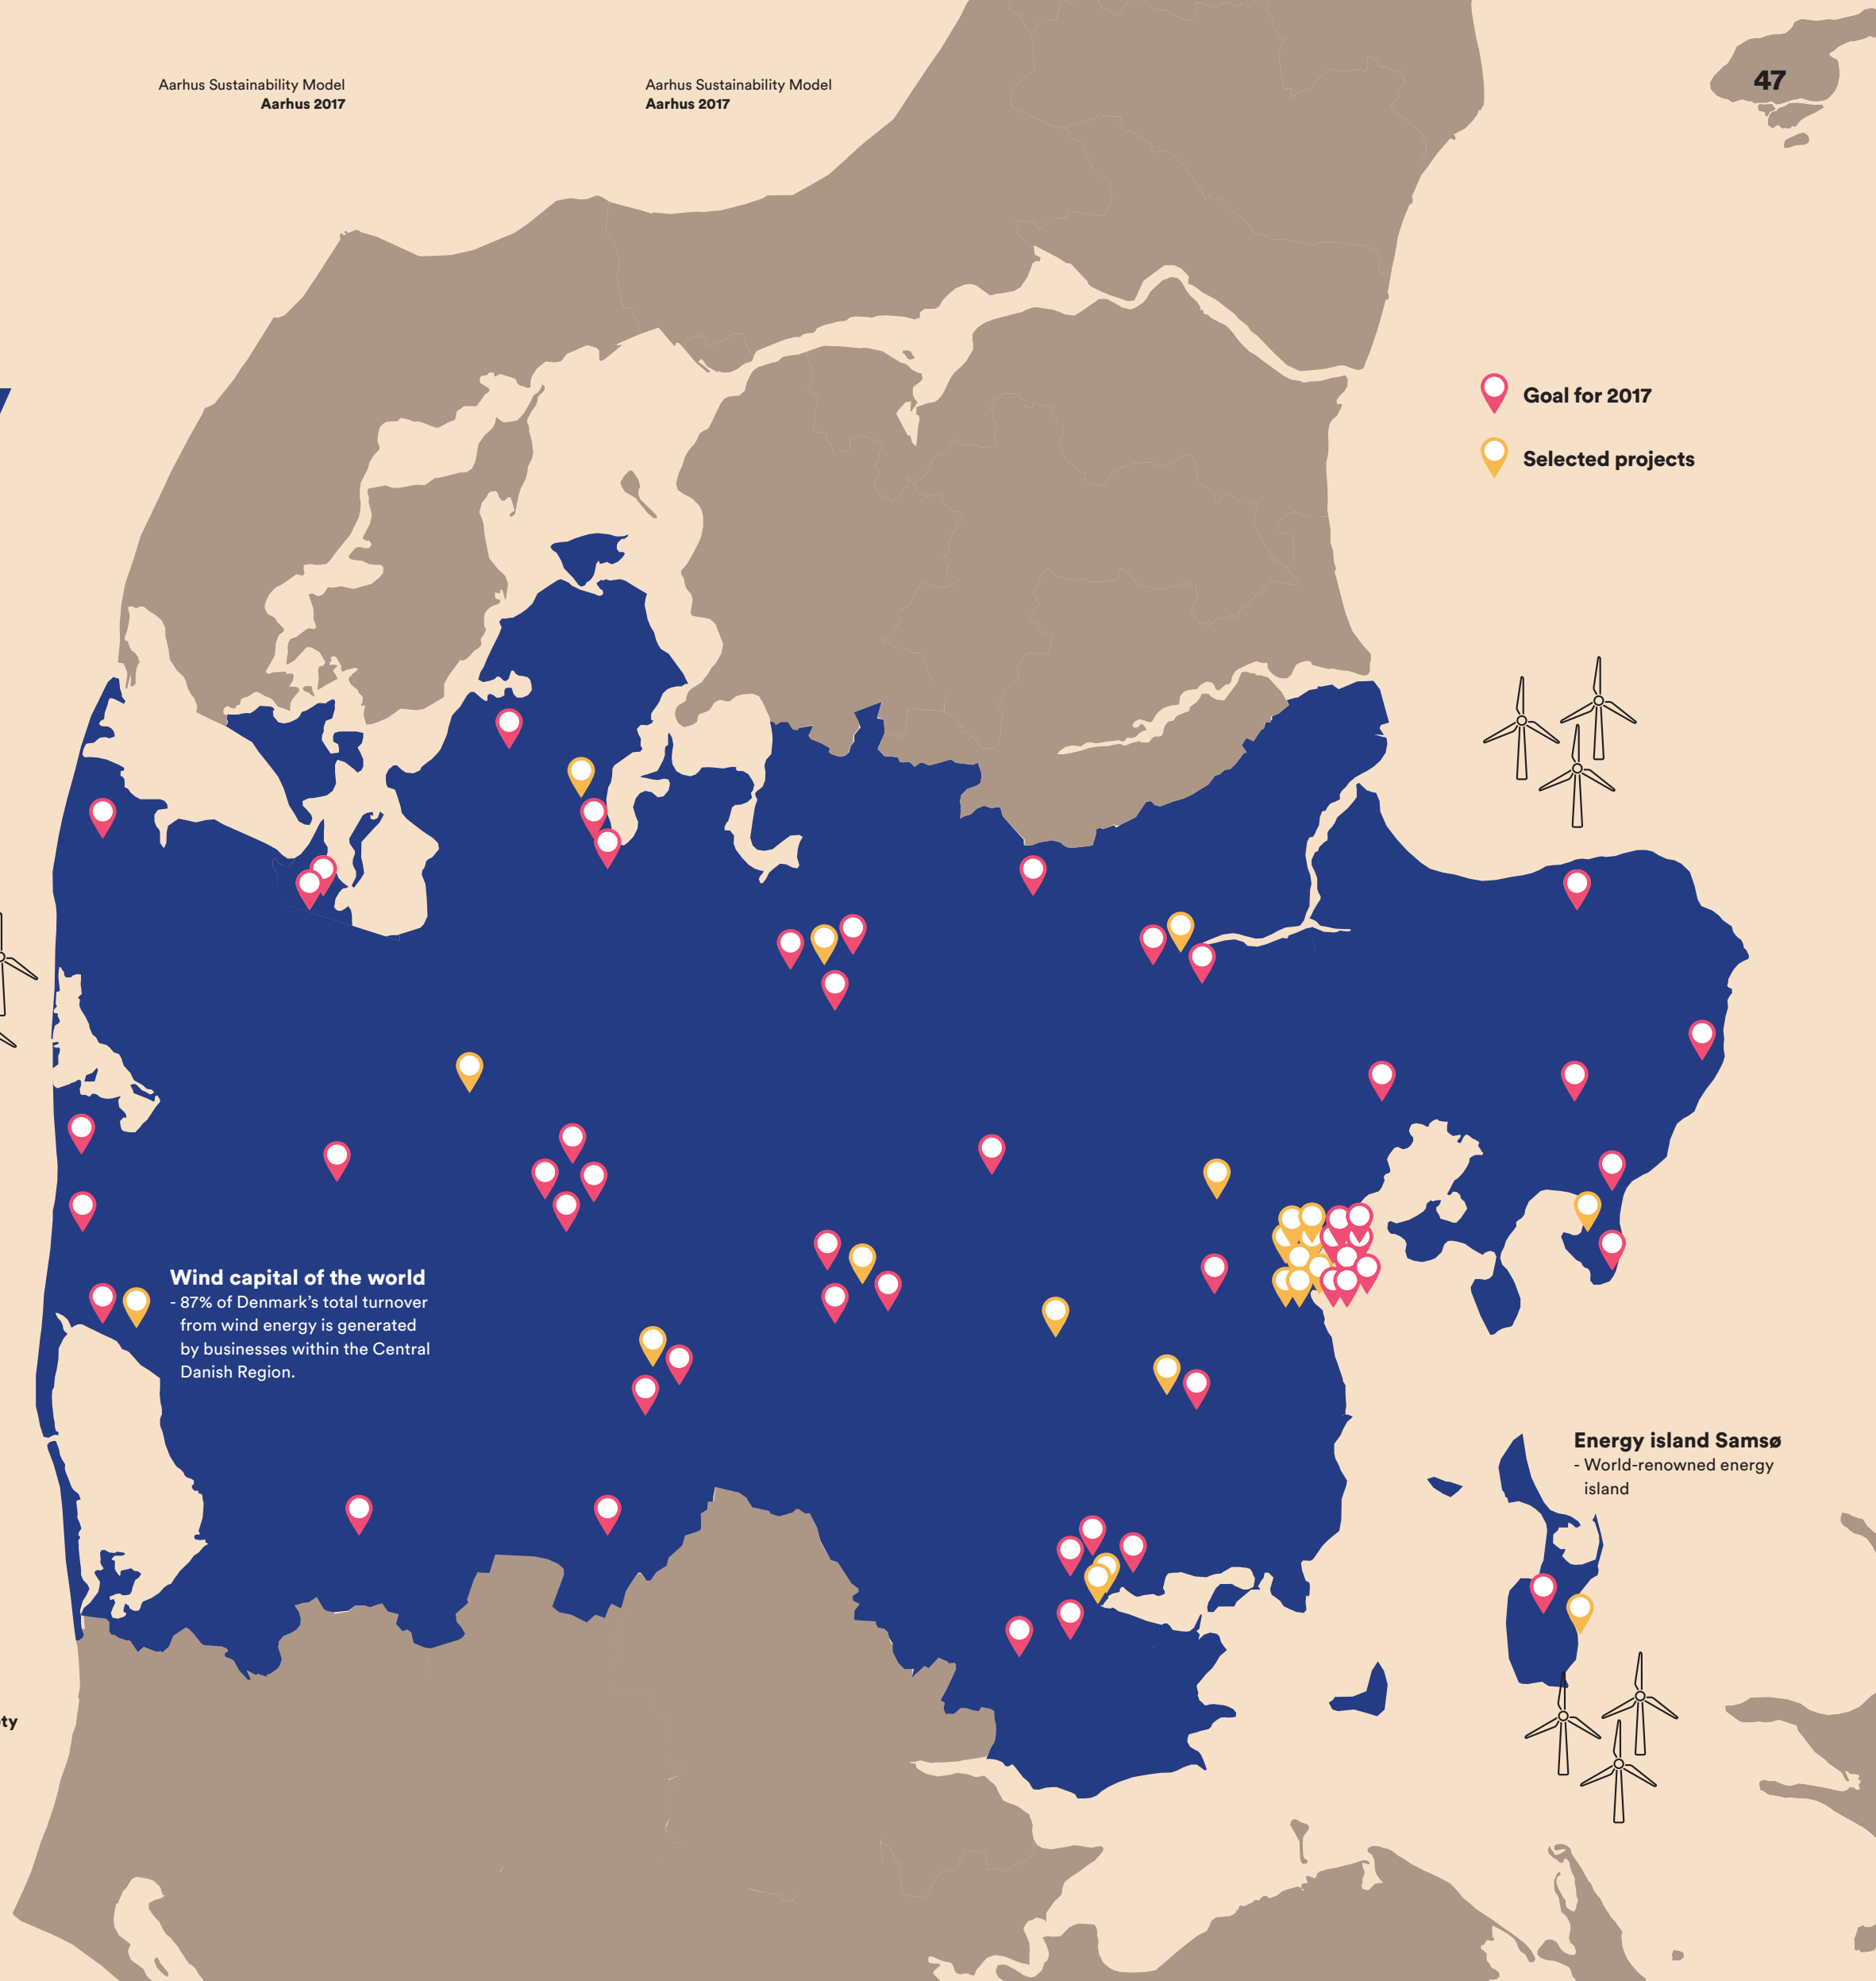 Aarhus Sustainability Model
Aarhus 2017
Aarhus Sustainability Model
Aarhus 2017
47
Goal for 2017
Selected projects
Wind capital of the world
- 87% of Denmark’s total turnover
from wind energy is generated
by businesses within the Central
Danish Region.
Energy island Samsø
- World-renowned energy
island
ty